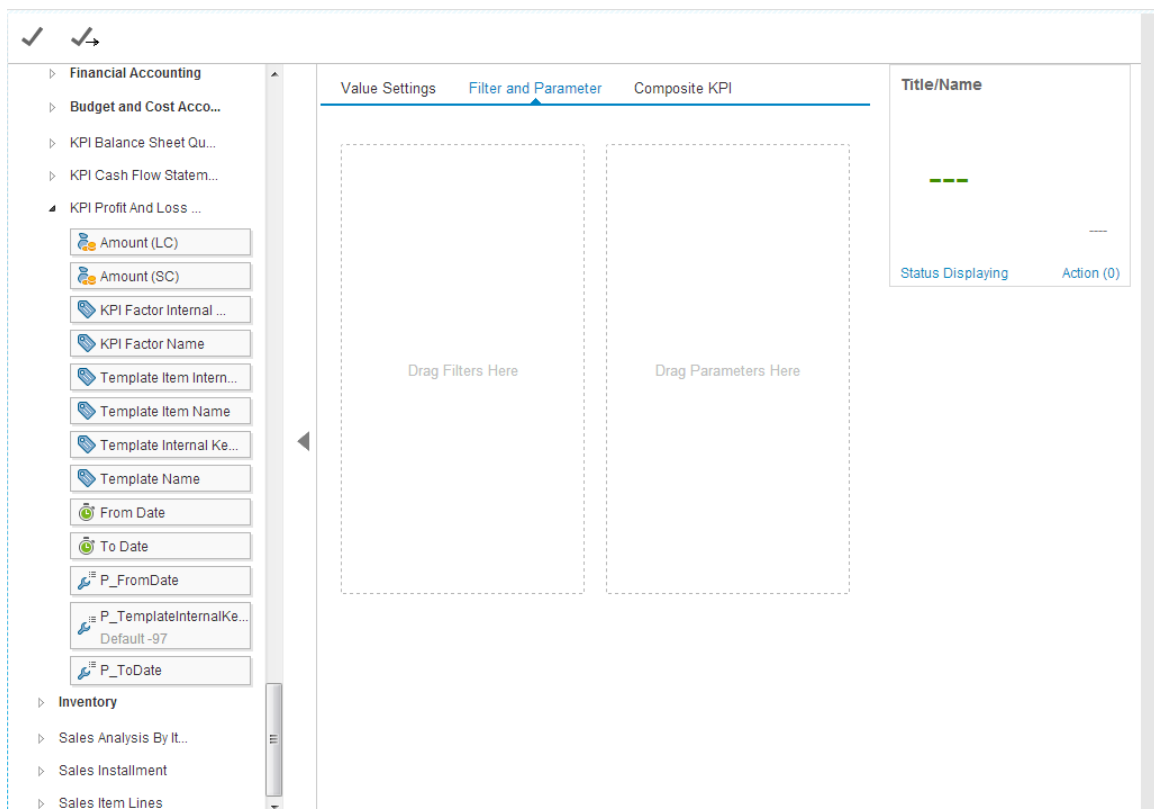 Financial Accounting
Budget and Cost Acco...
KPI Balance Sheet Qu...
KPI Cash Flow Statem...
KPI Profit And Loss ...
Amount (LC)
Amount (SC)
KPI Factor Internal ...
KPI Factor Name
Template Item Intern...
Template Item Name
Template Internal Ke...
Template Name
From Date
To Date
P_FromDate
P_TemplateInternalKe...
Default -97
P_ToDate
Inventory
Sales Analysis By It...
Sales Installment
Sales Item Lines
Value Settings Filter and Parameter Composite KPI
Drag Filters Here
Drag Parameters Here
Title/Name
---
----
Status Displaying Action (0)